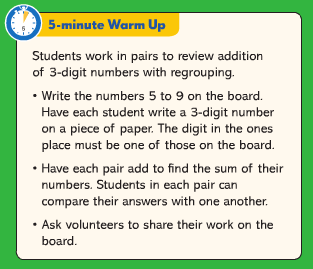 5-minute Warm Up
Students work in pairs to review addition
of 3-digit numbers with regrouping.
• Write the numbers 5 to 9 on the board.
Have each student write a 3-digit number
on a piece of paper. The digit in the ones
place must be one of those on the board.
• Have each pair add to find the sum of their
numbers. Students in each pair can
compare their answers with one another.
• Ask volunteers to share their work on the
board.